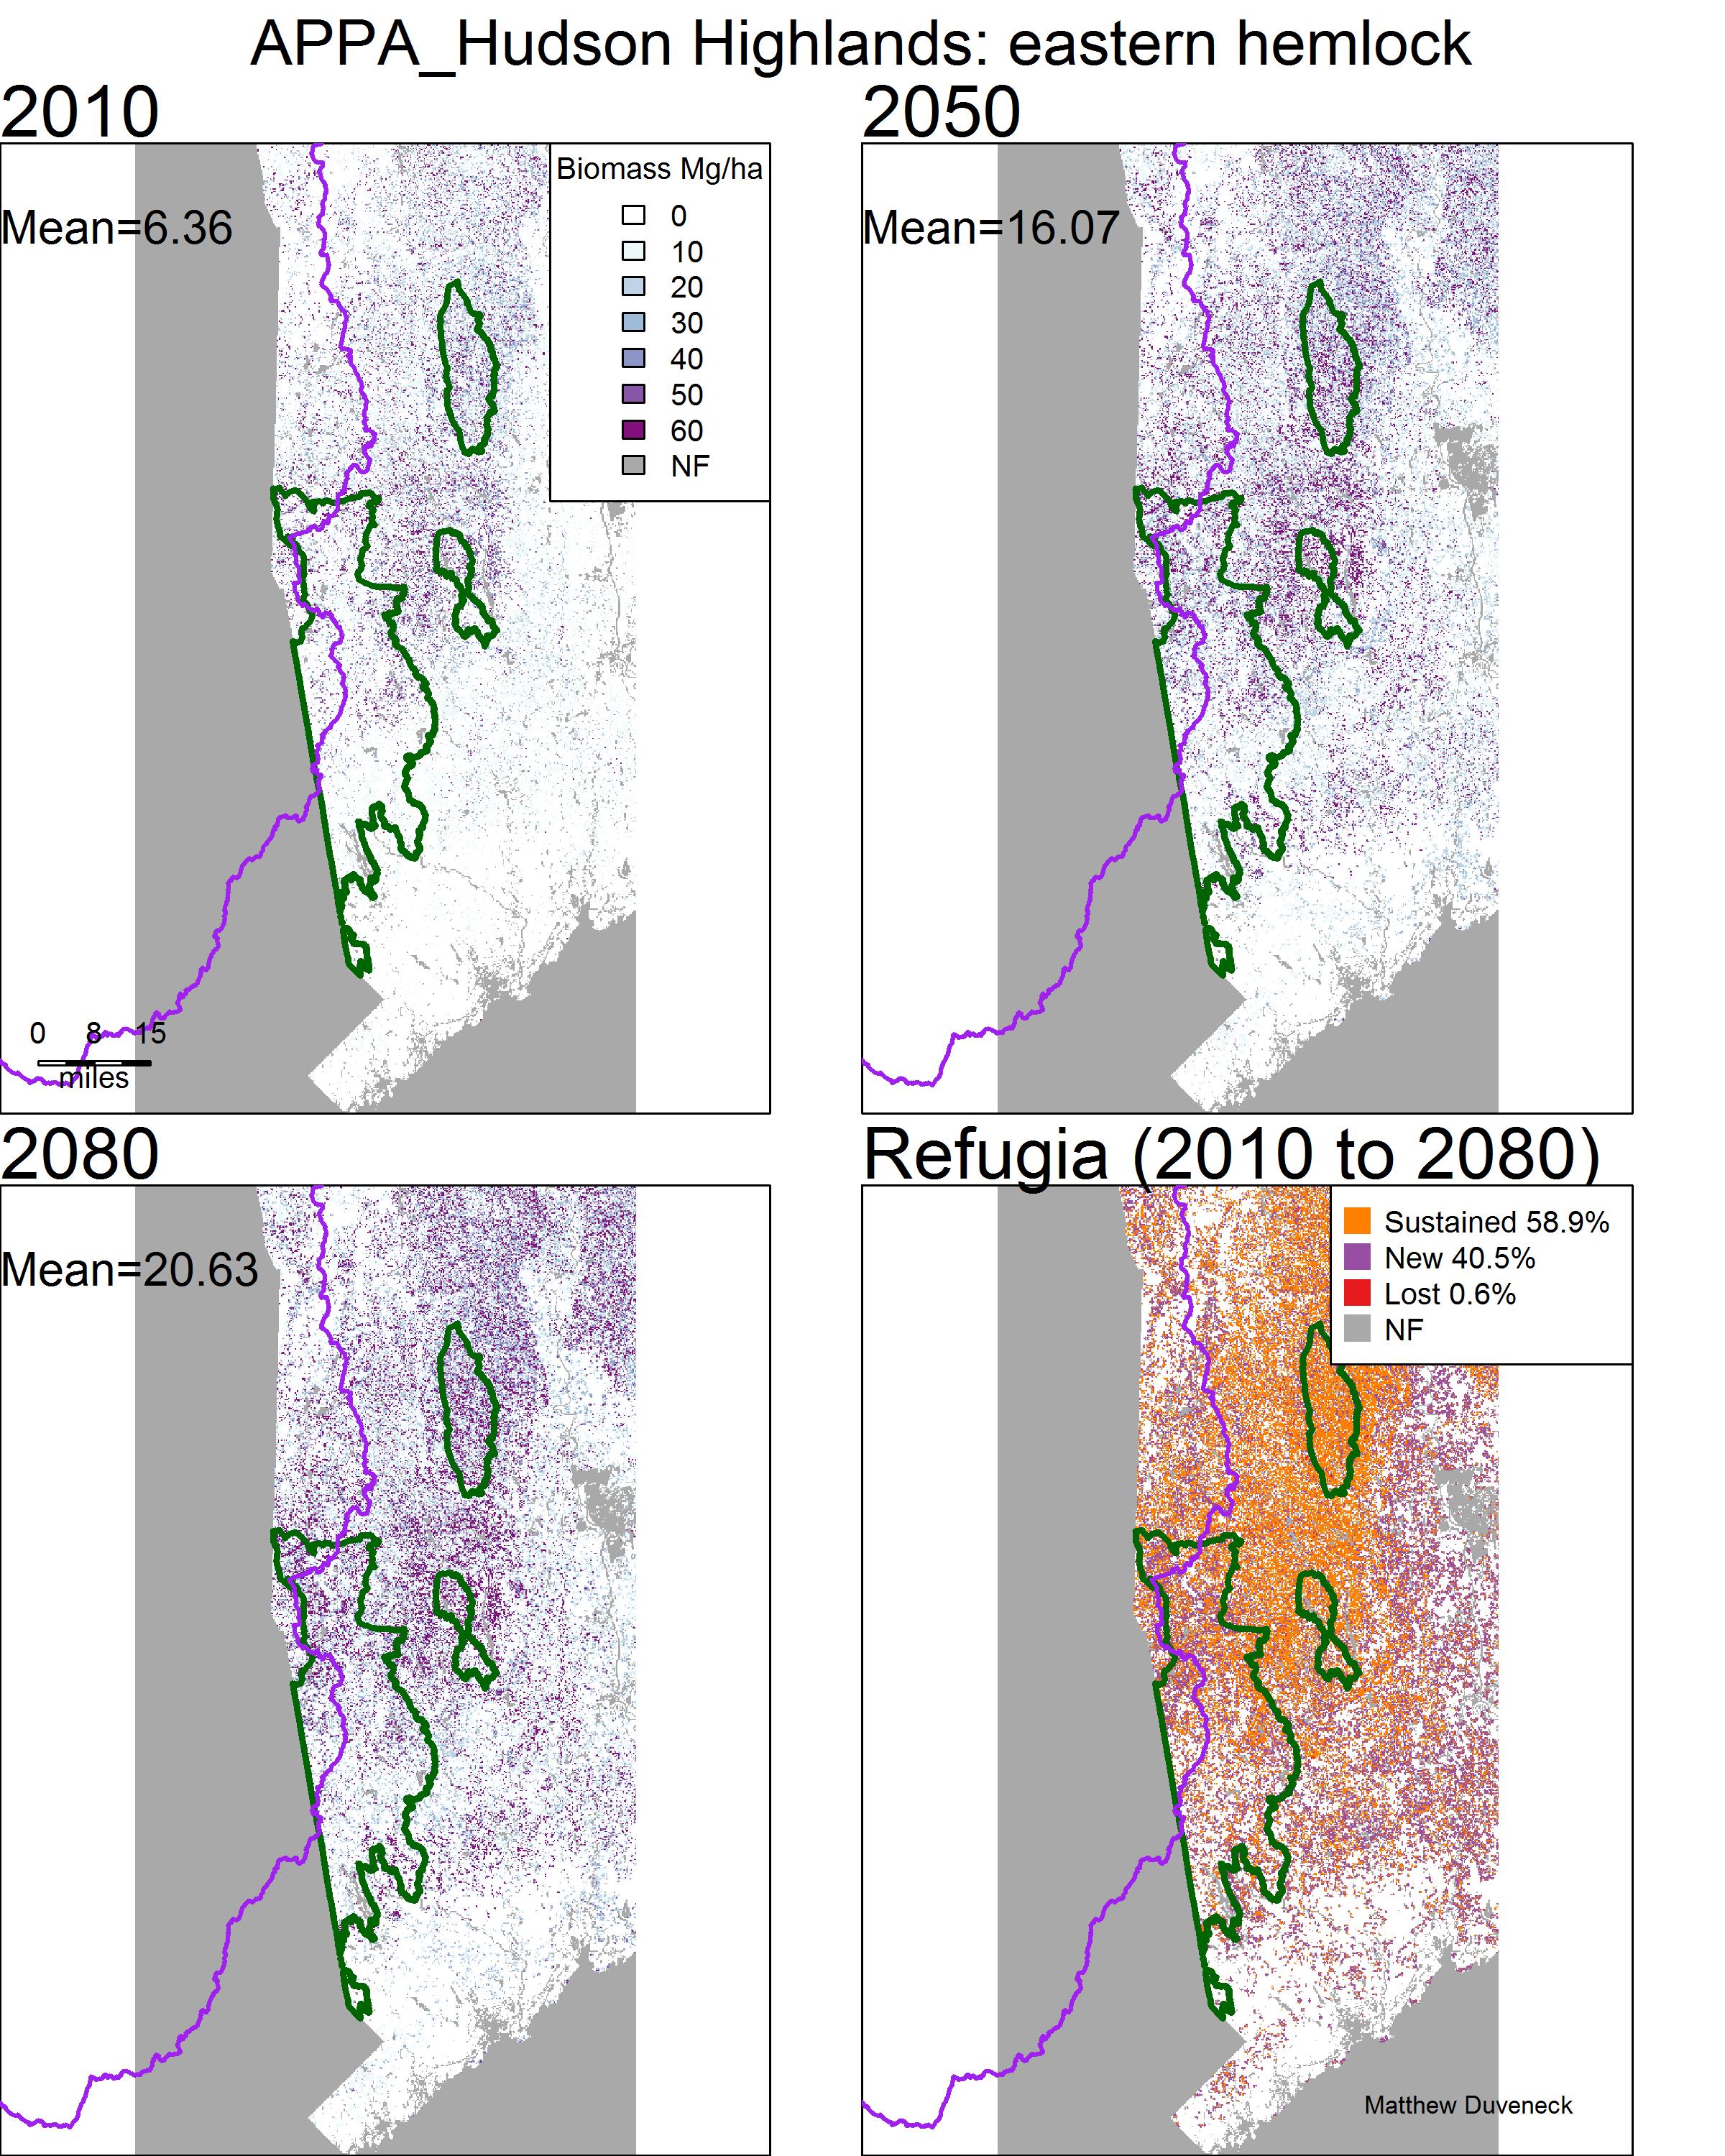 APPA_Hudson Highlands: eastern hemlock
2010
Mean=6.36
Biomass Mg/ha
0
10
20
30
40
50
60
NF
0 8 15
miles
2050
Mean=16.07
2080
Mean=20.63
Refugia (2010 to 2080)
Sustained 58.9%
New 40.5%
Lost 0.6%
NF
Matthew Duveneck